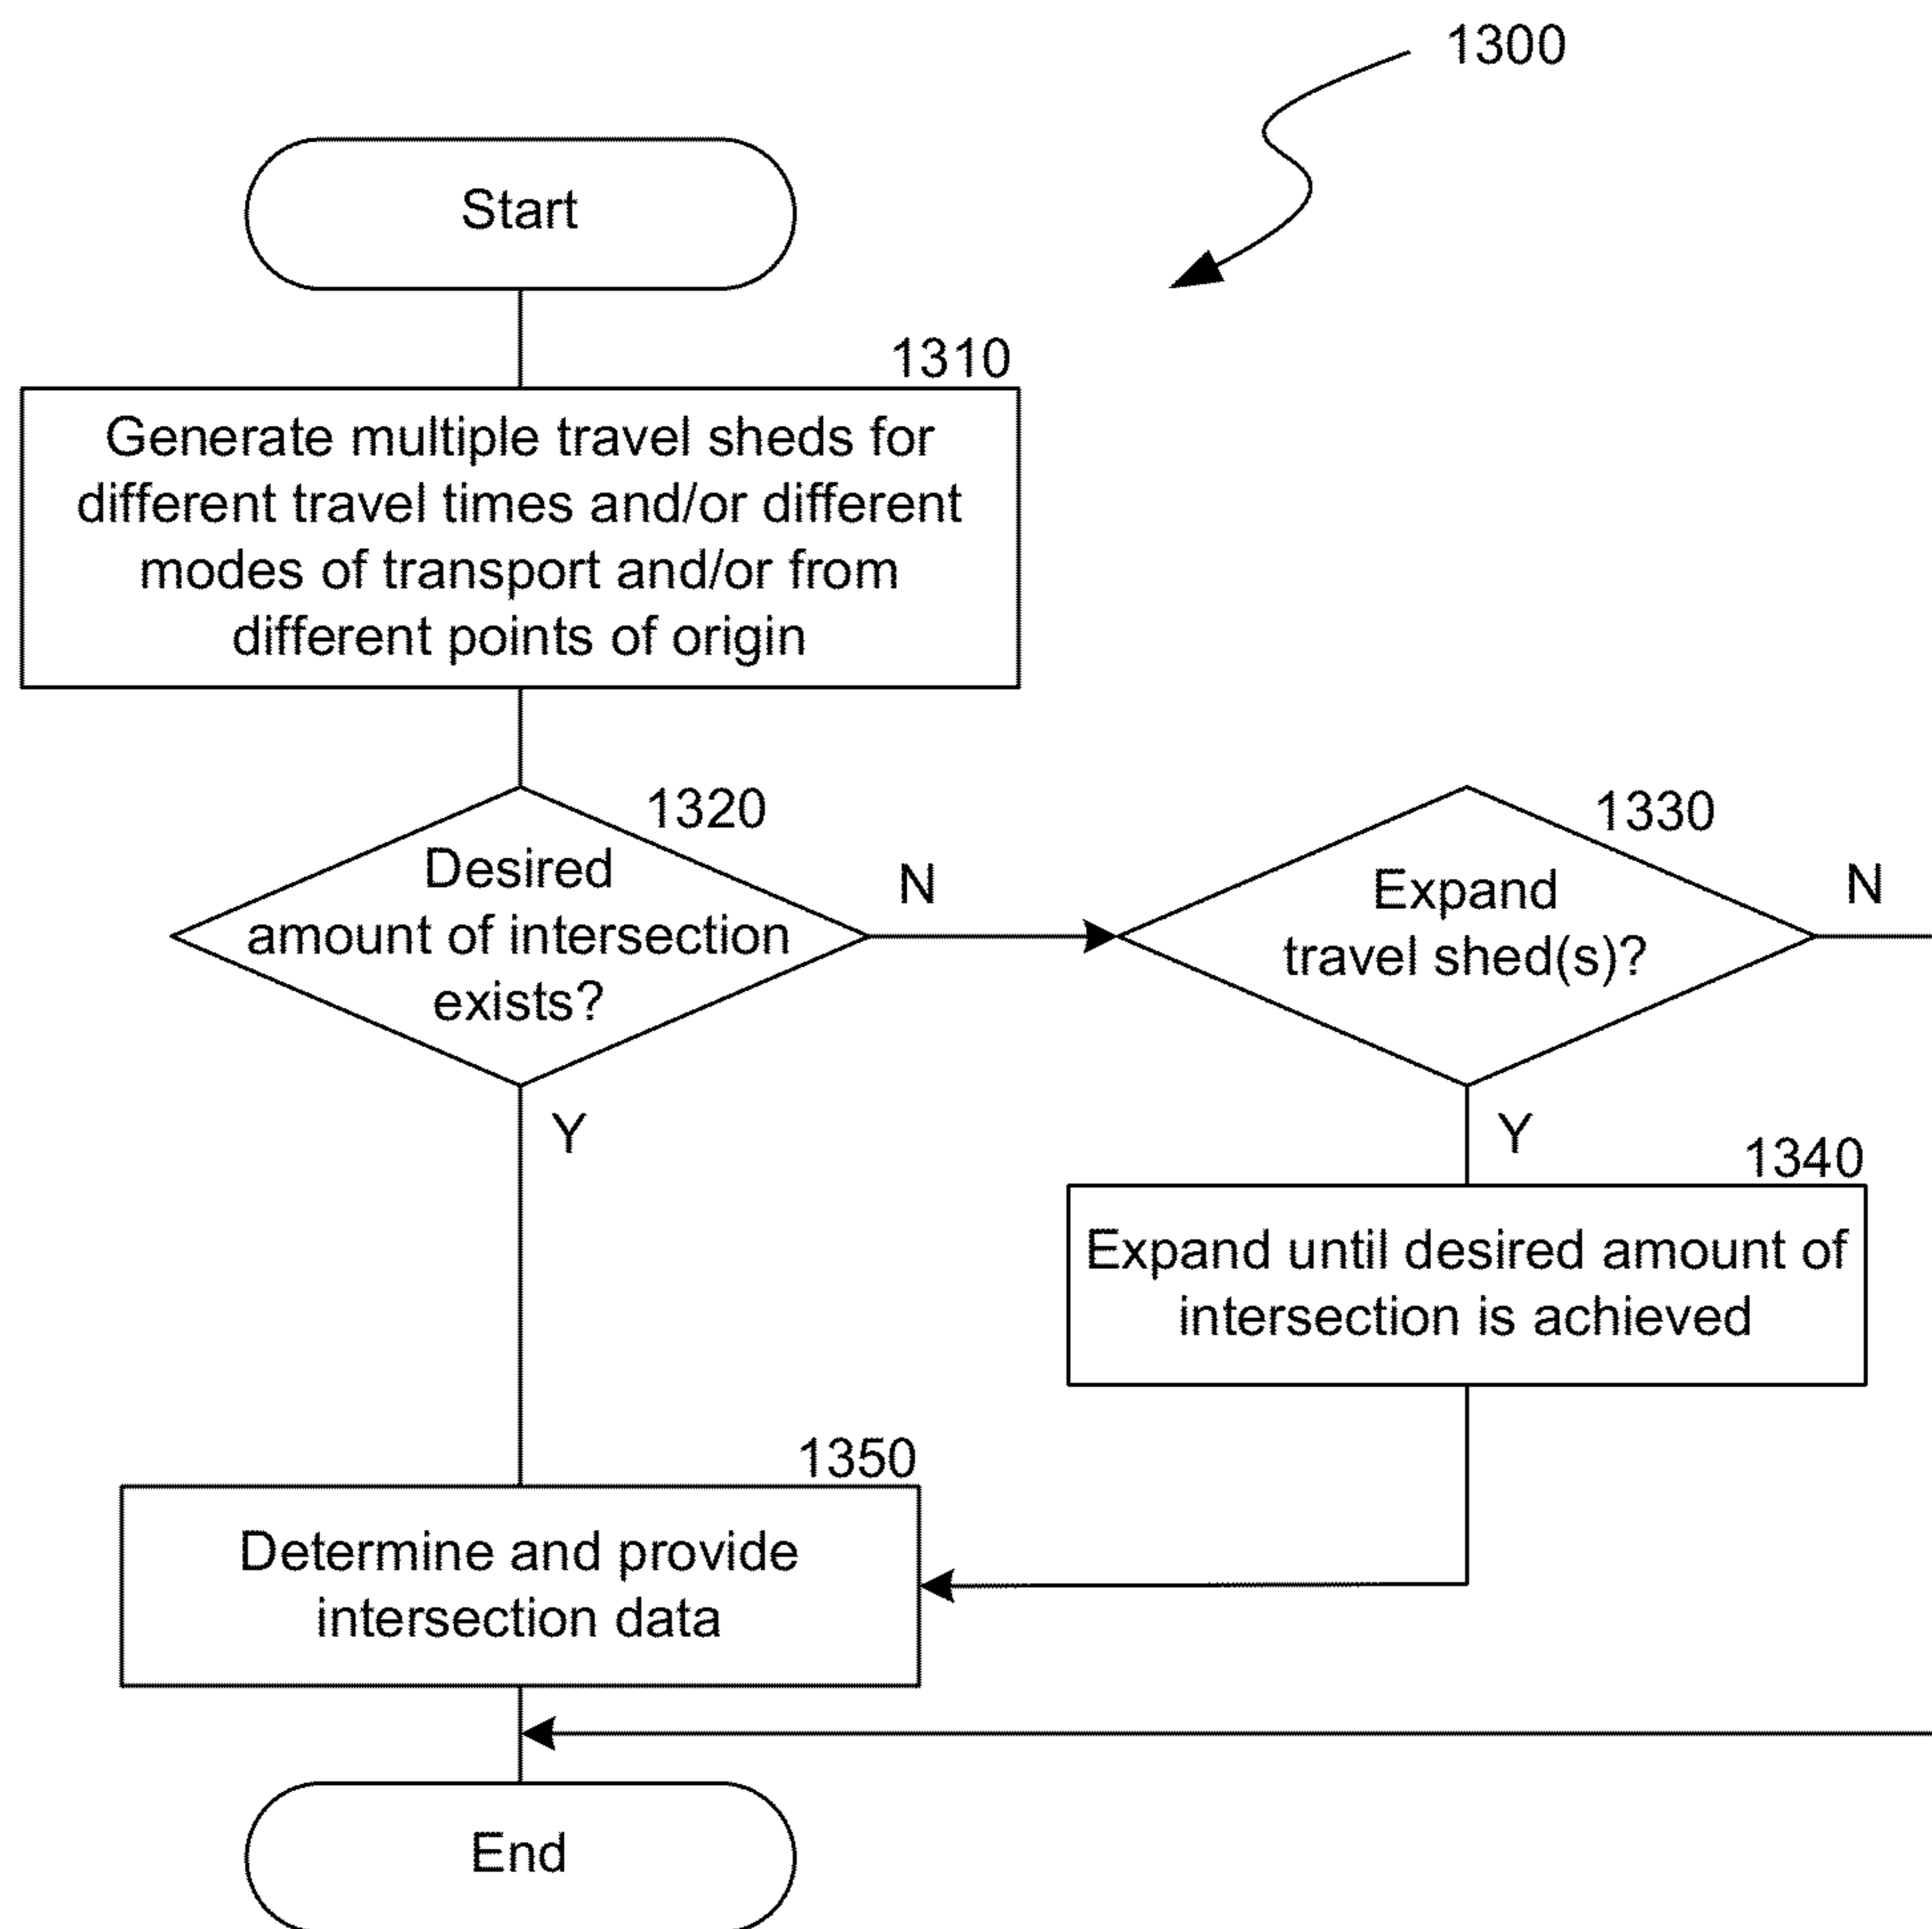 1300
Start
1310
Generate multiple travel sheds for
different travel times and/or different
modes of transport and/or from
different points of origin
1320
Desired
amount of intersection
exists?
N
Y
1330
Expand
travel shed(s)?
N
Y
1340
Expand until desired amount of
intersection is achieved
1350
Determine and provide
intersection data
End